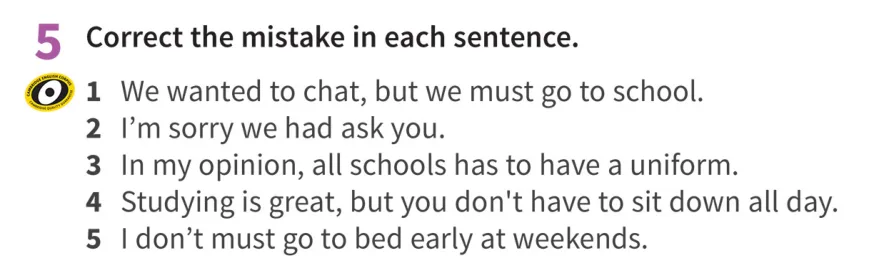 5 Correct the mistake in each sentence.
1 We wanted to chat, but we must go to school.
2 I'm sorry we had ask you.
3 In my opinion, all schools has to have a uniform.
4 Studying is great, but you don't have to sit down all day.
5 I don't must go to bed early at weekends.